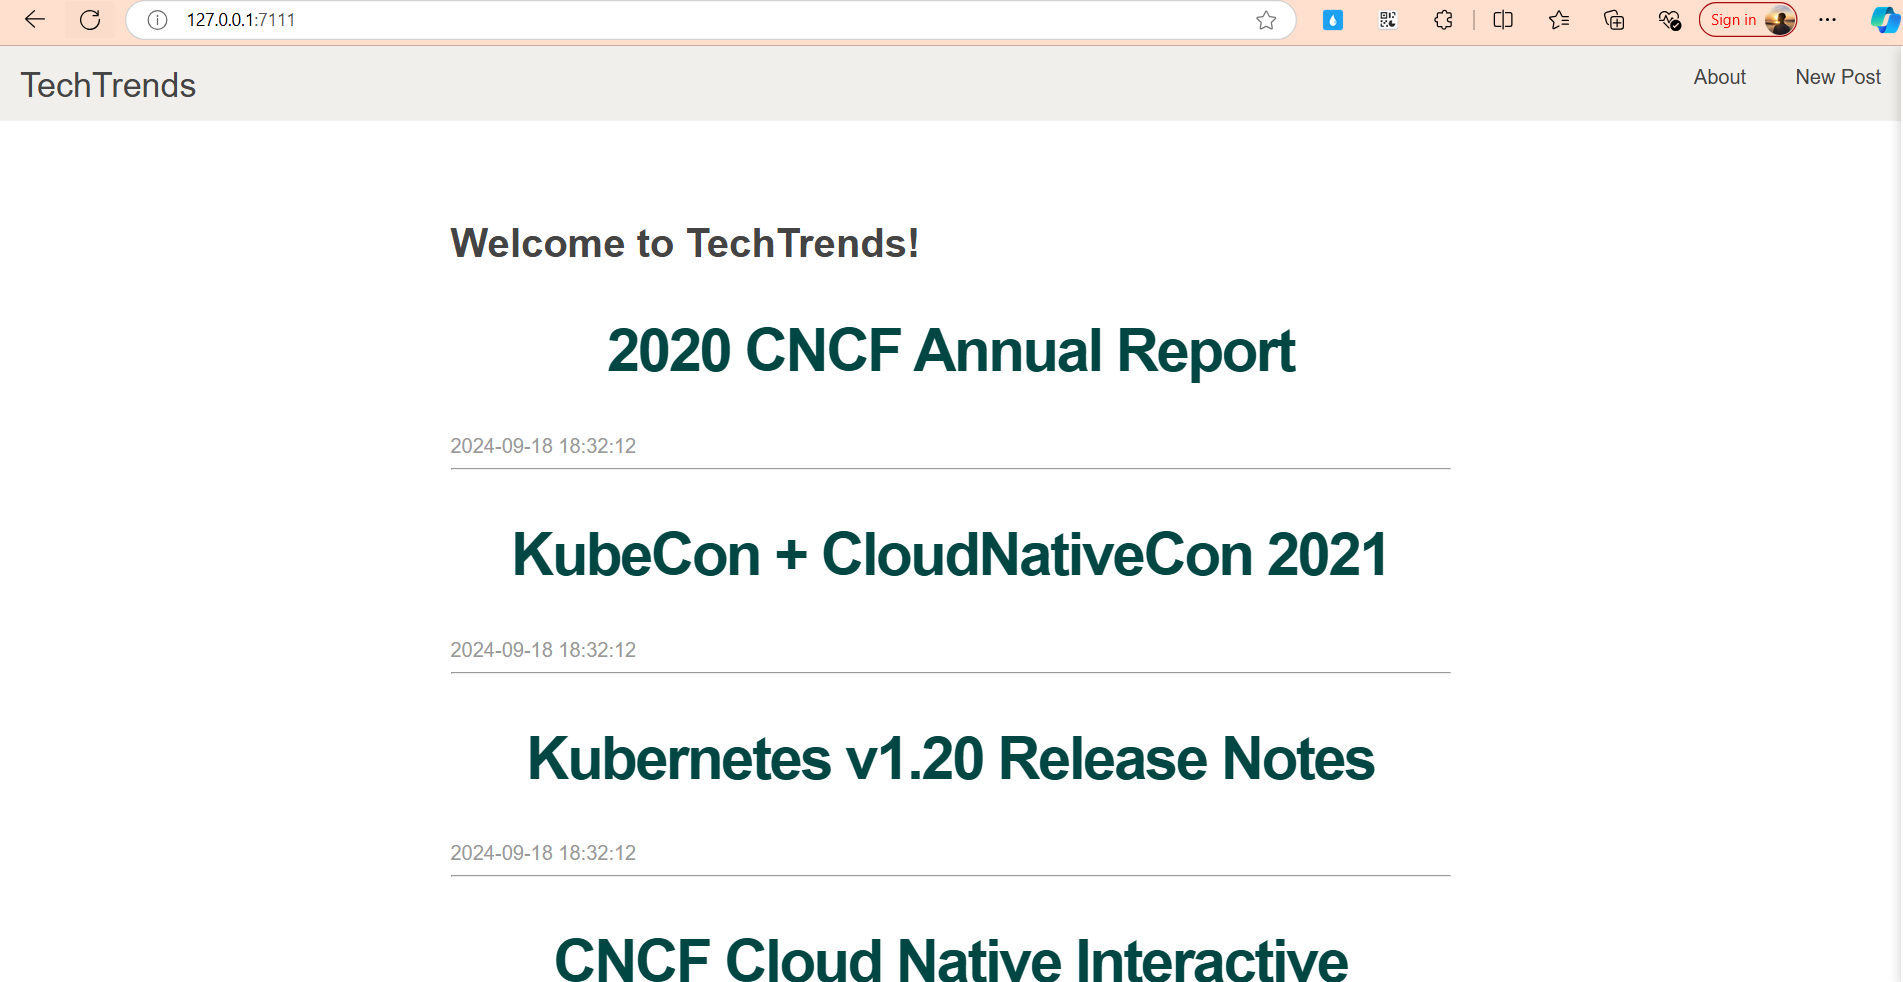 127.0.0.1:7111
Sign in
TechTrends
About
New Post
Welcome to TechTrends!
2020 CNCF Annual Report
2024-09-18 18:32:12
KubeCon + CloudNativeCon 2021
2024-09-18 18:32:12
Kubernetes v1.20 Release Notes
2024-09-18 18:32:12
CNCF Cloud Native Interactive